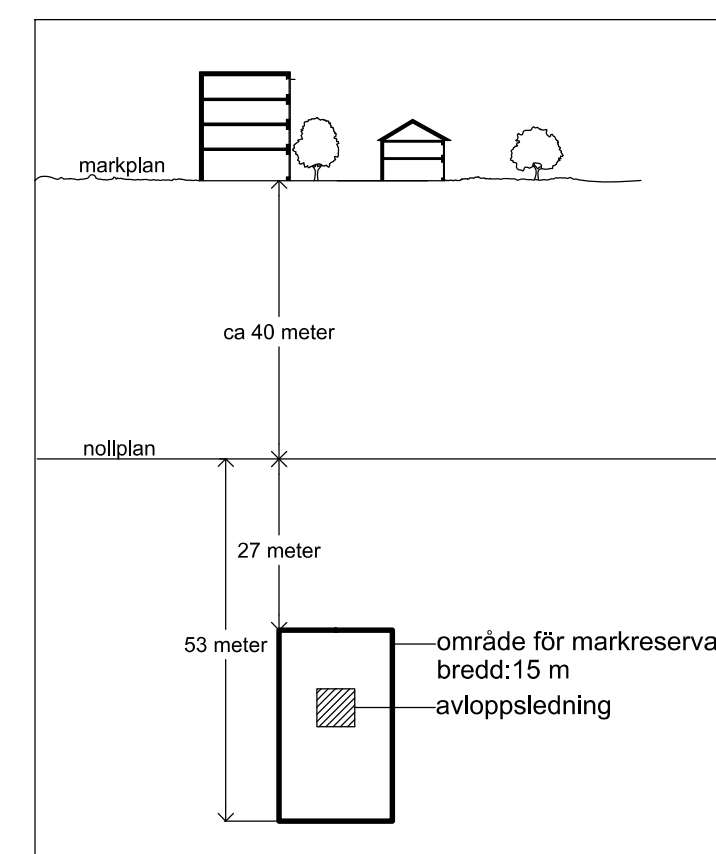 markplan
ca 40 meter
nollplan
27 meter
53 meter
område för markreserva
bredd:15 m
avloppsledning